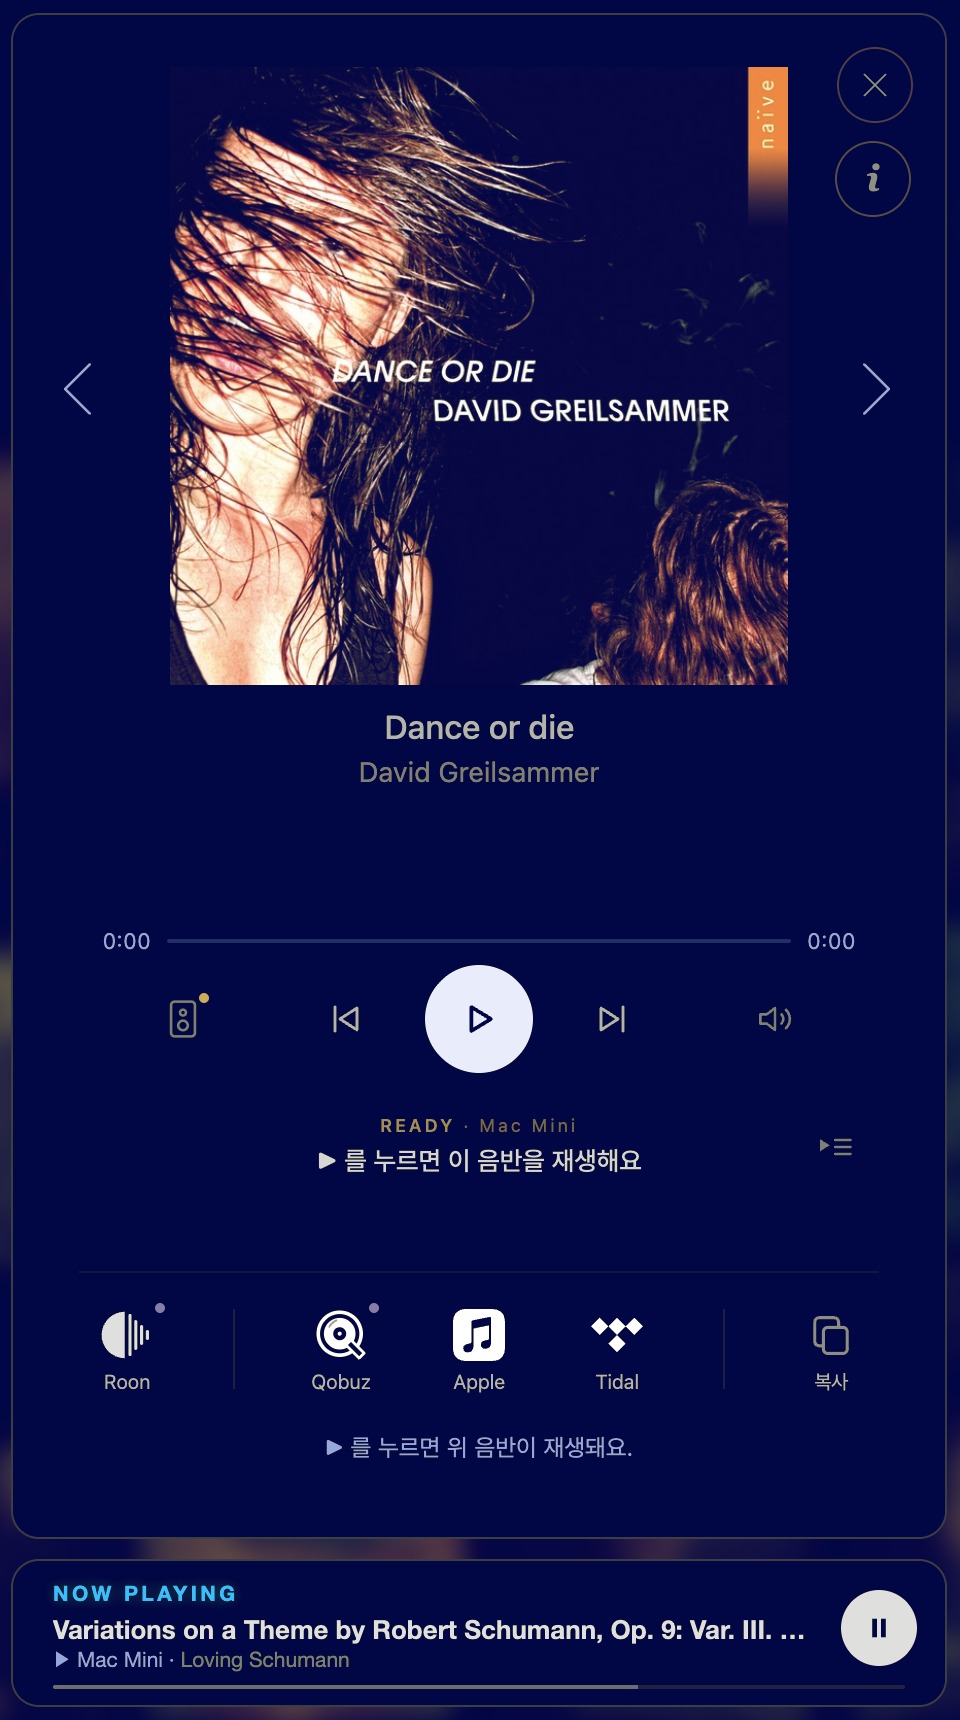 naïve
DANCE OR DIE
DAVID GREILSAMMER
Dance or die
David Greilsammer
0:00 0:00
READY · Mac Mini
▶ 를 누르면 이 음반을 재생해요
Roon Qobuz Apple Tidal 복사
▶ 를 누르면 위 음반이 재생돼요.
NOW PLAYING
Variations on a Theme by Robert Schumann, Op. 9: Var. III. ...
▶ Mac Mini · Loving Schumann